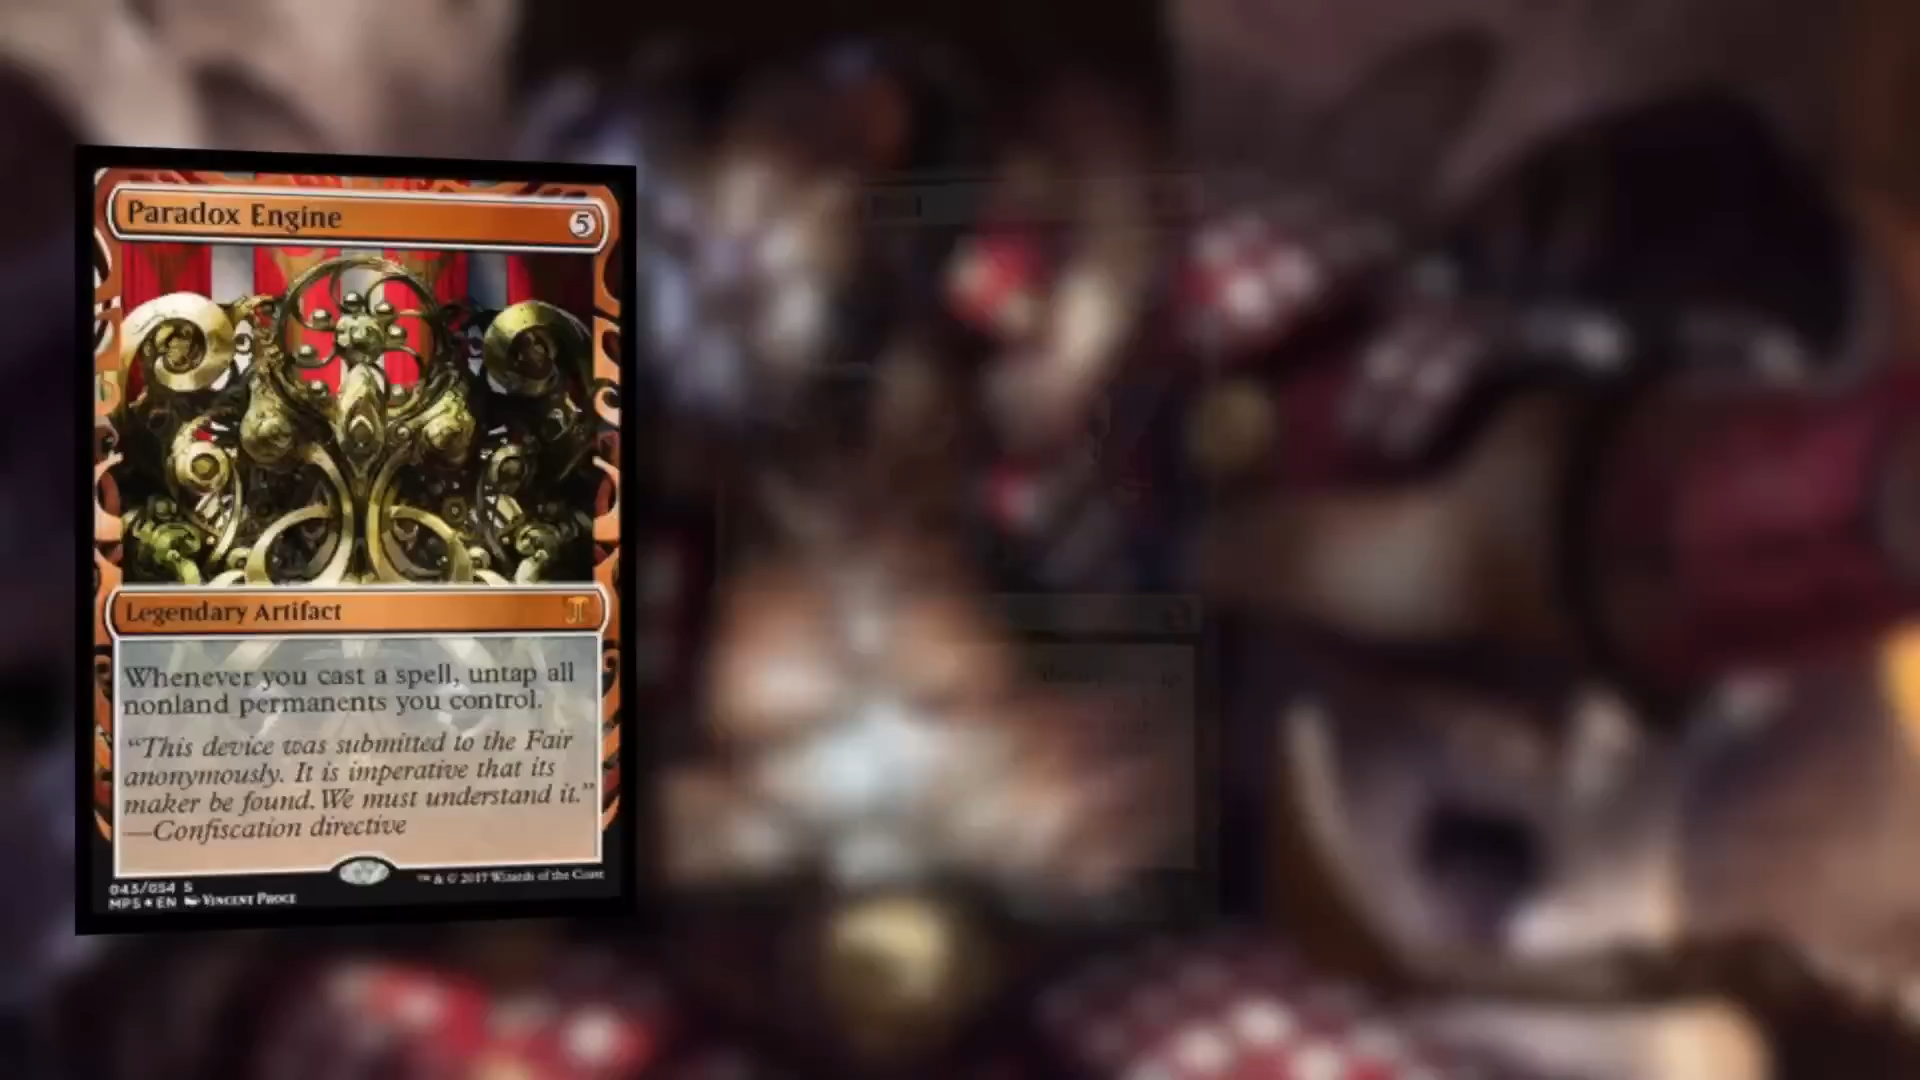 Paradox Engine 5
Legendary Artifact
Whenever you cast a spell, untap all
nonland permanents you control.
“This device was submitted to the Fair
anonymously. It is imperative that its
maker be found. We must understand it.”
—Confiscation directive
043/054 S
MPS EN Vincent Proce
™ & © 2017 Wizards of the Coast